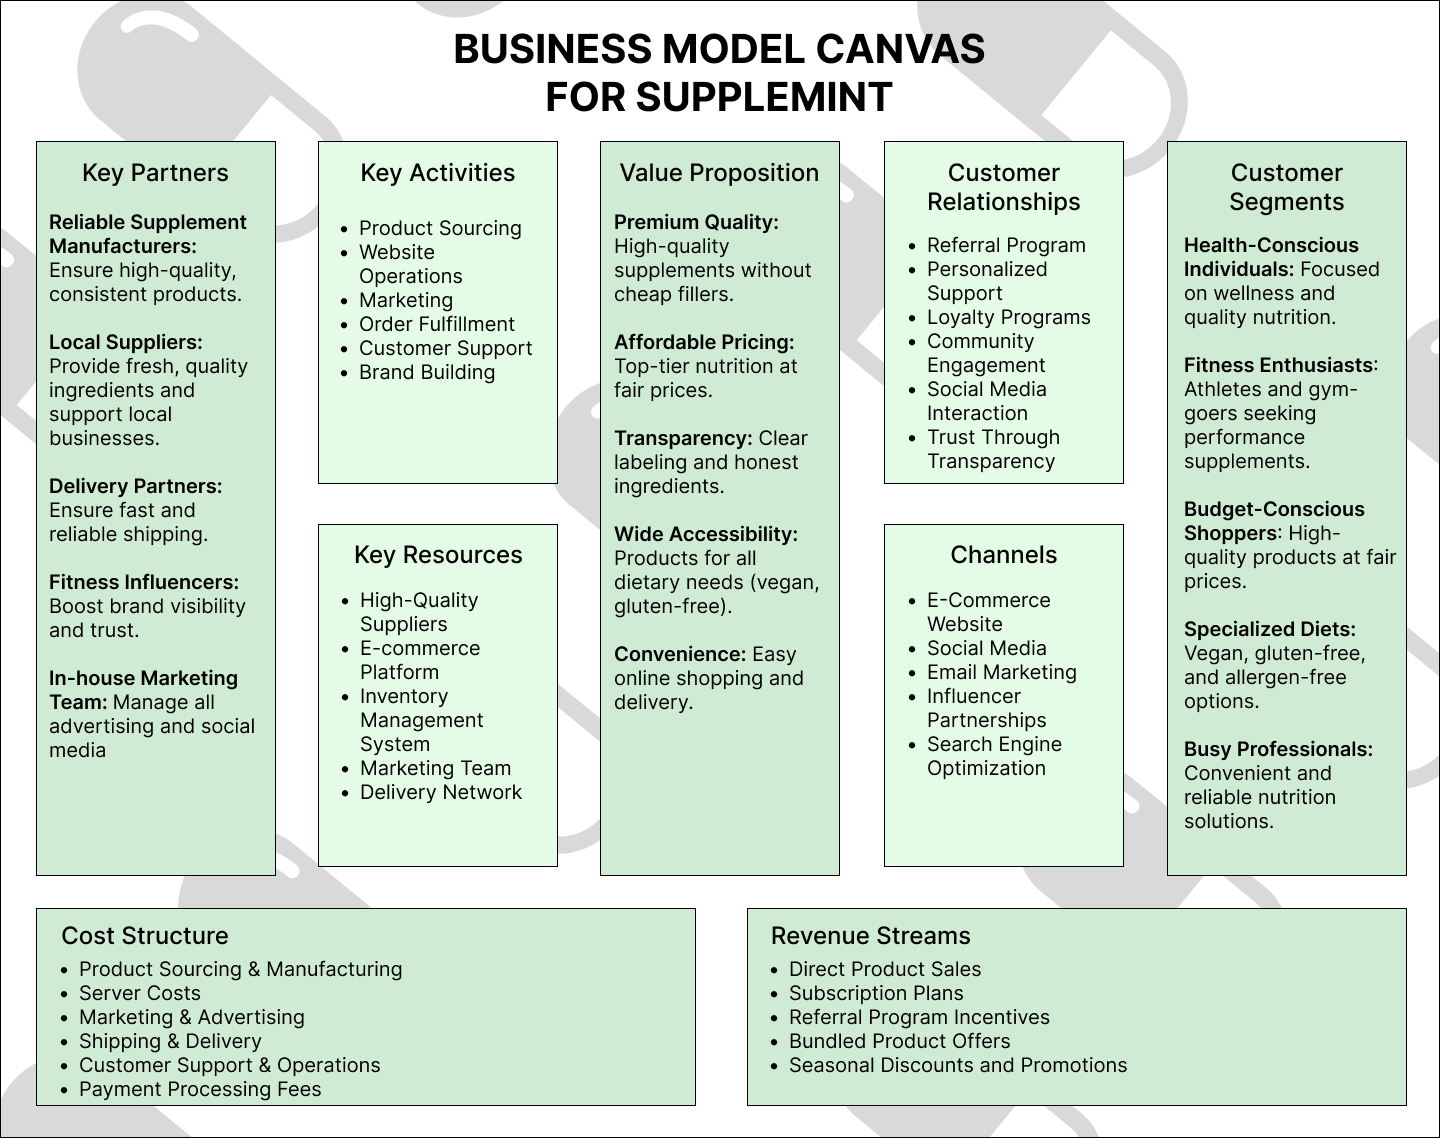 BUSINESS MODEL CANVAS
FOR SUPPLEMINT
Key Partners
Reliable Supplement
Manufacturers:
Ensure high-quality,
consistent products.
Local Suppliers:
Provide fresh, quality
ingredients and
support local
businesses.
Delivery Partners:
Ensure fast and
reliable shipping.
Fitness Influencers:
Boost brand visibility
and trust.
In-house Marketing
Team: Manage all
advertising and social
media
Key Activities
• Product Sourcing
• Website
Operations
• Marketing
• Order Fulfillment
• Customer Support
• Brand Building
Key Resources
• High-Quality
Suppliers
• E-commerce
Platform
• Inventory
Management
System
• Marketing Team
• Delivery Network
Value Proposition
Premium Quality:
High-quality
supplements without
cheap fillers.
Affordable Pricing:
Top-tier nutrition at
fair prices.
Transparency: Clear
labeling and honest
ingredients.
Wide Accessibility:
Products for all
dietary needs (vegan,
gluten-free).
Convenience: Easy
online shopping and
delivery.
Customer
Relationships
• Referral Program
• Personalized
Support
• Loyalty Programs
• Community
Engagement
• Social Media
Interaction
• Trust Through
Transparency
Channels
• E-Commerce
Website
• Social Media
• Email Marketing
• Influencer
Partnerships
• Search Engine
Optimization
Customer
Segments
Health-Conscious
Individuals: Focused
on wellness and
quality nutrition.
Fitness Enthusiasts:
Athletes and gym-
goers seeking
performance
supplements.
Budget-Conscious
Shoppers: High-
quality products at fair
prices.
Specialized Diets:
Vegan, gluten-free,
and allergen-free
options.
Busy Professionals:
Convenient and
reliable nutrition
solutions.
Cost Structure
• Product Sourcing & Manufacturing
• Server Costs
• Marketing & Advertising
• Shipping & Delivery
• Customer Support & Operations
• Payment Processing Fees
Revenue Streams
• Direct Product Sales
• Subscription Plans
• Referral Program Incentives
• Bundled Product Offers
• Seasonal Discounts and Promotions